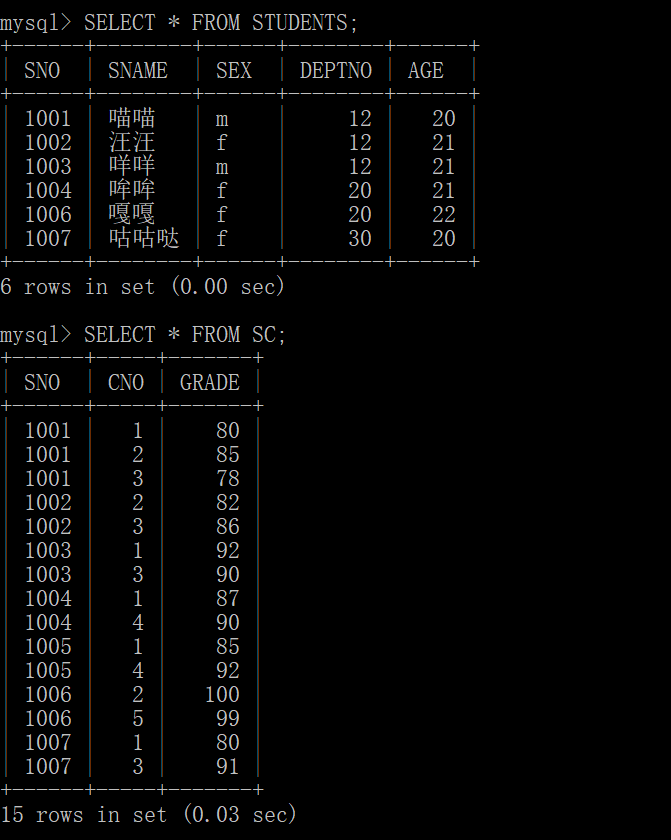 mysql> SELECT * FROM STUDENTS;
+------+--------+------+--------+------+
| SNO | SNAME | SEX | DEPTNO | AGE |
+------+--------+------+--------+------+
| 1001 | 喵喵 | m | 12 | 20 |
| 1002 | 汪汪 | f | 12 | 21 |
| 1003 | 咩咩 | m | 12 | 21 |
| 1004 | 哞哞 | f | 20 | 21 |
| 1006 | 嘎嘎 | f | 20 | 22 |
| 1007 | 咕咕哒 | f | 30 | 20 |
+------+--------+------+--------+------+
6 rows in set (0.00 sec)
mysql> SELECT * FROM SC;
+------+-----+-------+
| SNO | CNO | GRADE |
+------+-----+-------+
| 1001 | 1 | 80 |
| 1001 | 2 | 85 |
| 1001 | 3 | 78 |
| 1002 | 2 | 82 |
| 1002 | 3 | 86 |
| 1003 | 1 | 92 |
| 1003 | 3 | 90 |
| 1004 | 1 | 87 |
| 1004 | 4 | 90 |
| 1005 | 1 | 85 |
| 1005 | 4 | 92 |
| 1006 | 2 | 100 |
| 1006 | 5 | 99 |
| 1007 | 1 | 80 |
| 1007 | 3 | 91 |
+------+-----+-------+
15 rows in set (0.03 sec)